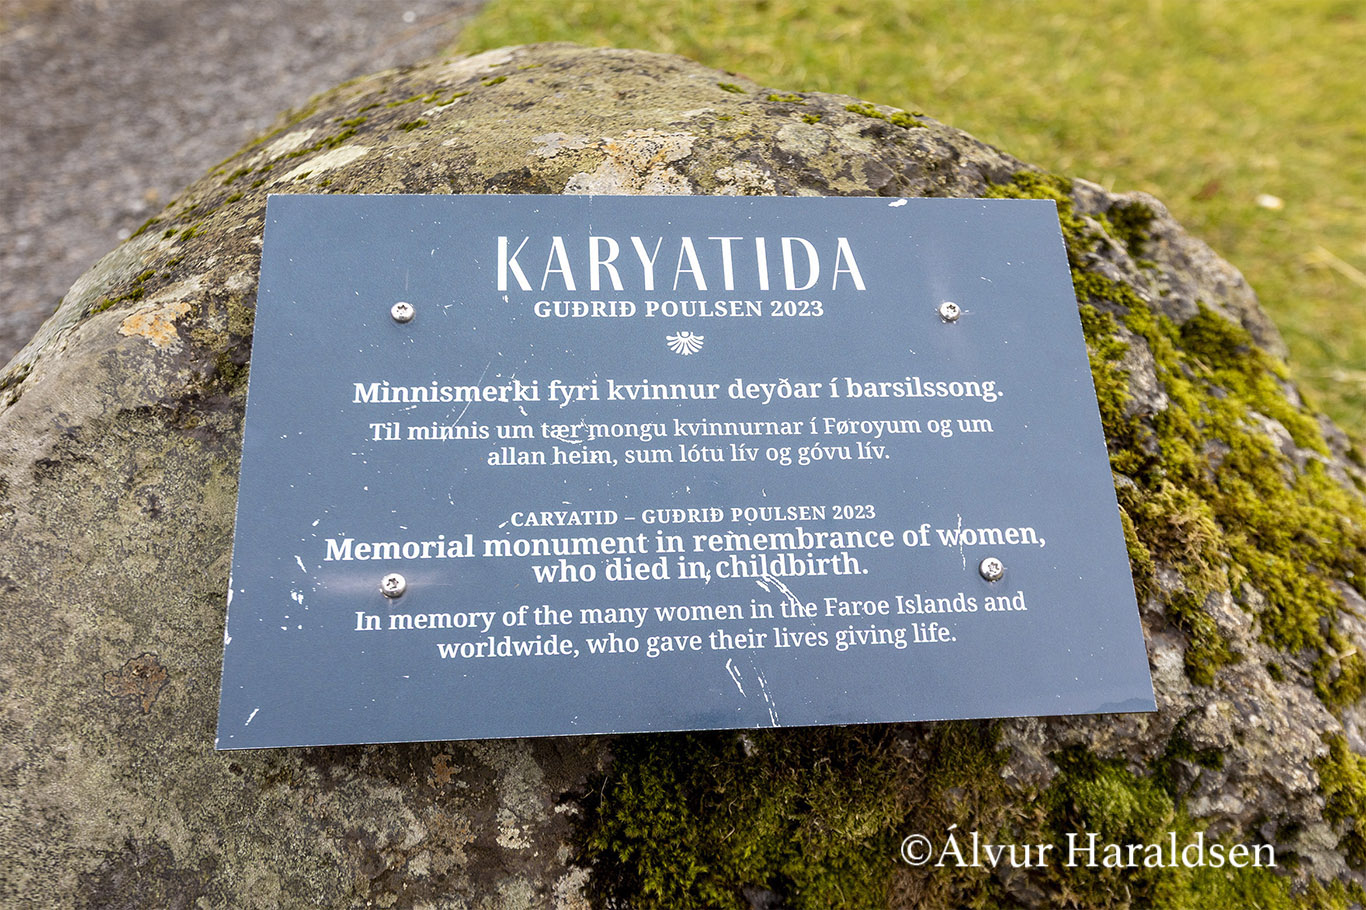 KARYATIDA
GUÐRIÐ POULSEN 2023
Minnismerki fyri kvinnur deyðar í barsilssong.
Til minnis um tær mongu kvinnurnar í Føroyum og um
allan heim, sum lótu lív og góvu lív.
CARYATID – GUÐRIÐ POULSEN 2023
Memorial monument in remembrance of women,
who died in childbirth.
In memory of the many women in the Faroe Islands and
worldwide, who gave their lives giving life.
©Álvur Haraldsen